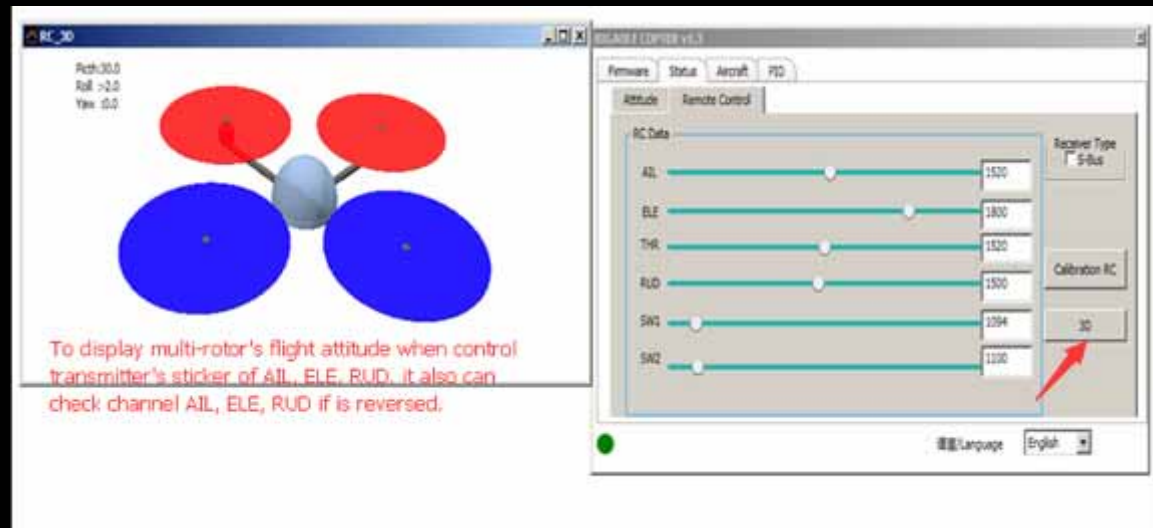 RC_3D
Picth:30.0
Roll :-2.0
Yaw :0.0
To display multi-rotor's flight attitude when control
transmitter's sticker of AIL, ELE, RUD, it also can
check channel AIL, ELE, RUD if is reversed.
Firmware Status Aircraft PID
Attitude Remote Control
RC Data
AIL 1520
ELE 1800
THR 1520
RUD 1500
SW1 1094
SW2 1100
Receiver Type
S-Bus
Calibration RC
3D
/Language English